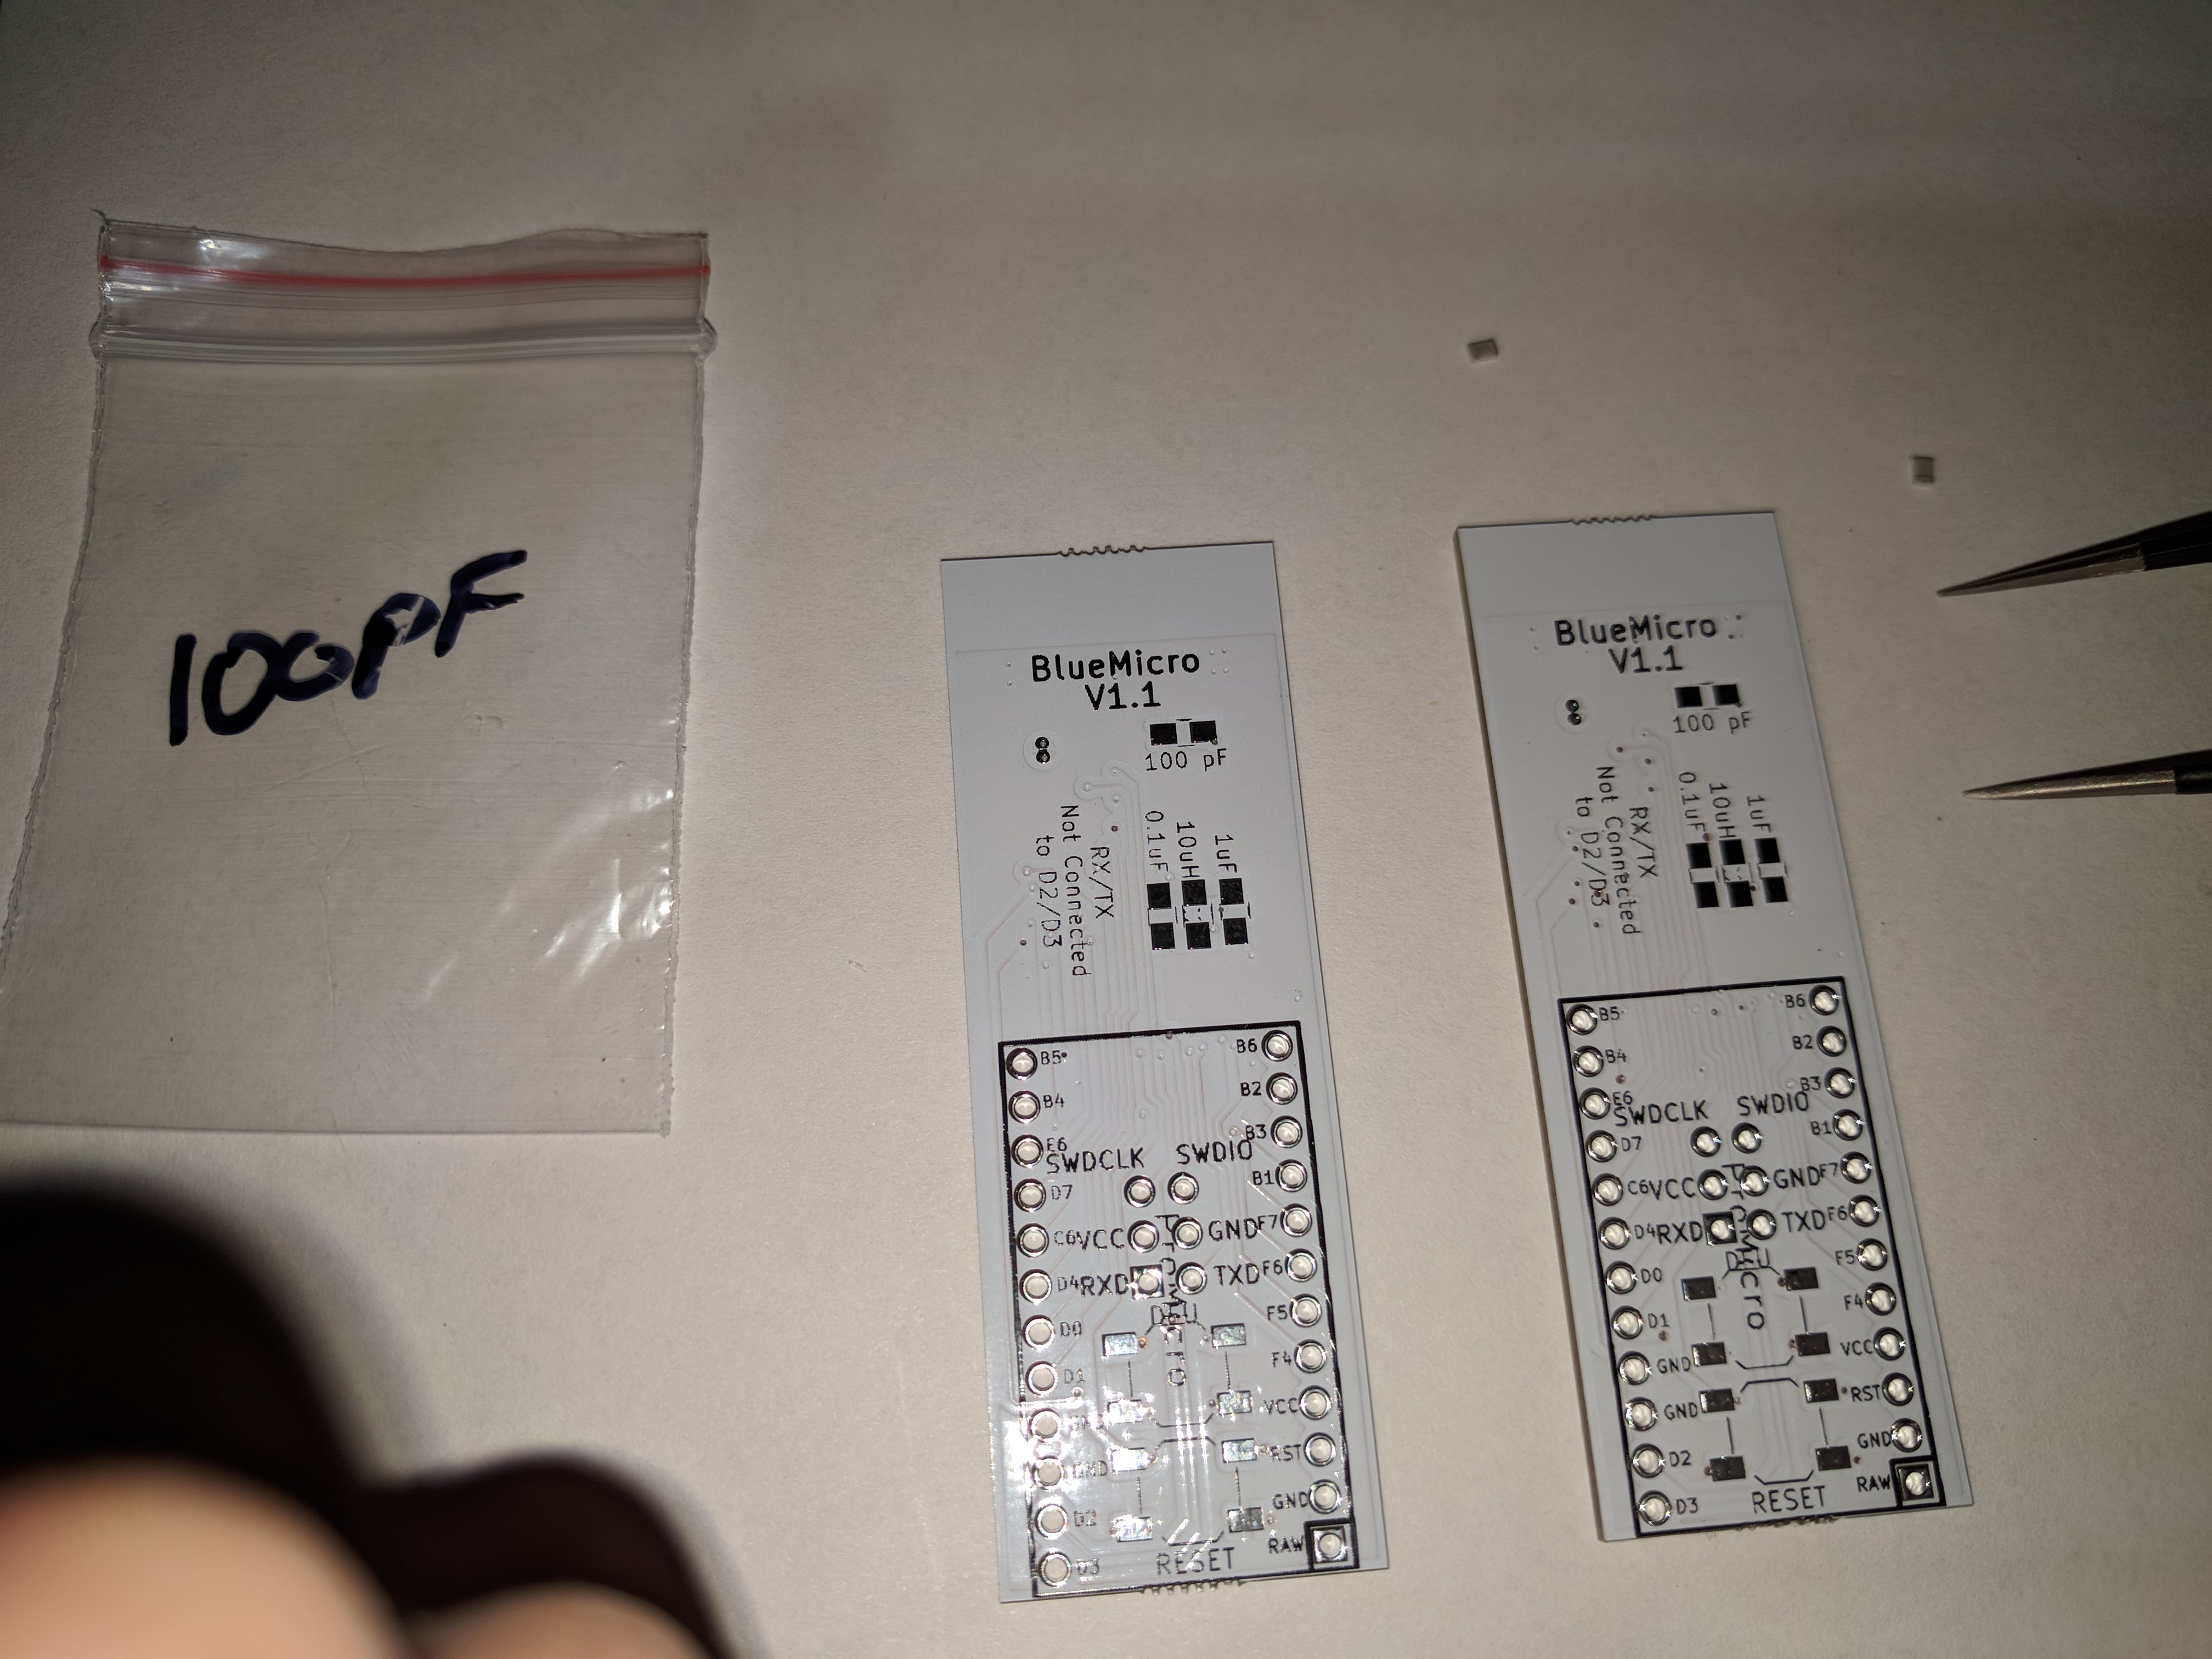 100pF
BlueMicro
V1.1
100 pF
0.1uF
10uH
1uF
RX/TX
Not Connected
to D2/D3
B5
B6
B4
B2
E6
B3
SWDCLK
SWDIO
D7
B1
C6
VCC
GND
F7
D4
RXD
TXD
F6
DFU
D0
F5
D1
F4
VCC
GND
RST
D2
GND
RAW
D3
RESET
BlueMicro
V1.1
100 pF
0.1uF
10uH
1uF
RX/TX
Not Connected
to D2/D3
B5
B6
B4
B2
E6
B3
SWDCLK
SWDIO
D7
B1
C6
VCC
GND
F7
D4
RXD
TXD
F6
DFU
D0
F5
D1
F4
GND
VCC
GND
RST
D2
GND
D3
RAW
RESET